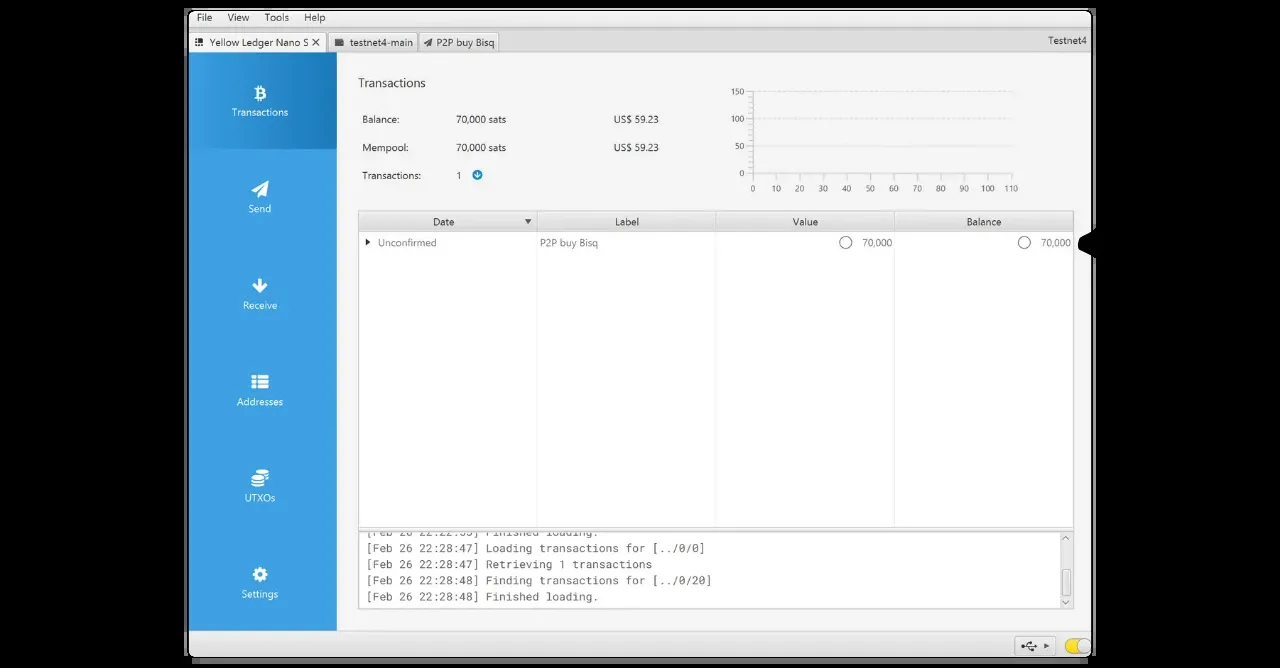 File View Tools Help
Yellow Ledger Nano S testnet4-main P2P buy Bisq Testnet4
Transactions
Send
Receive
Addresses
UTXOs
Settings
Transactions
Balance: 70,000 sats US$ 59.23
Mempool: 70,000 sats US$ 59.23
Transactions: 1
150
100
50
0
0 10 20 30 40 50 60 70 80 90 100 110
Date Label Value Balance
Unconfirmed P2P buy Bisq 70,000 70,000
[Feb 26 22:22:35] Finished loading.
[Feb 26 22:28:47] Loading transactions for [../0/0]
[Feb 26 22:28:47] Retrieving 1 transactions
[Feb 26 22:28:48] Finding transactions for [../0/20]
[Feb 26 22:28:48] Finished loading.